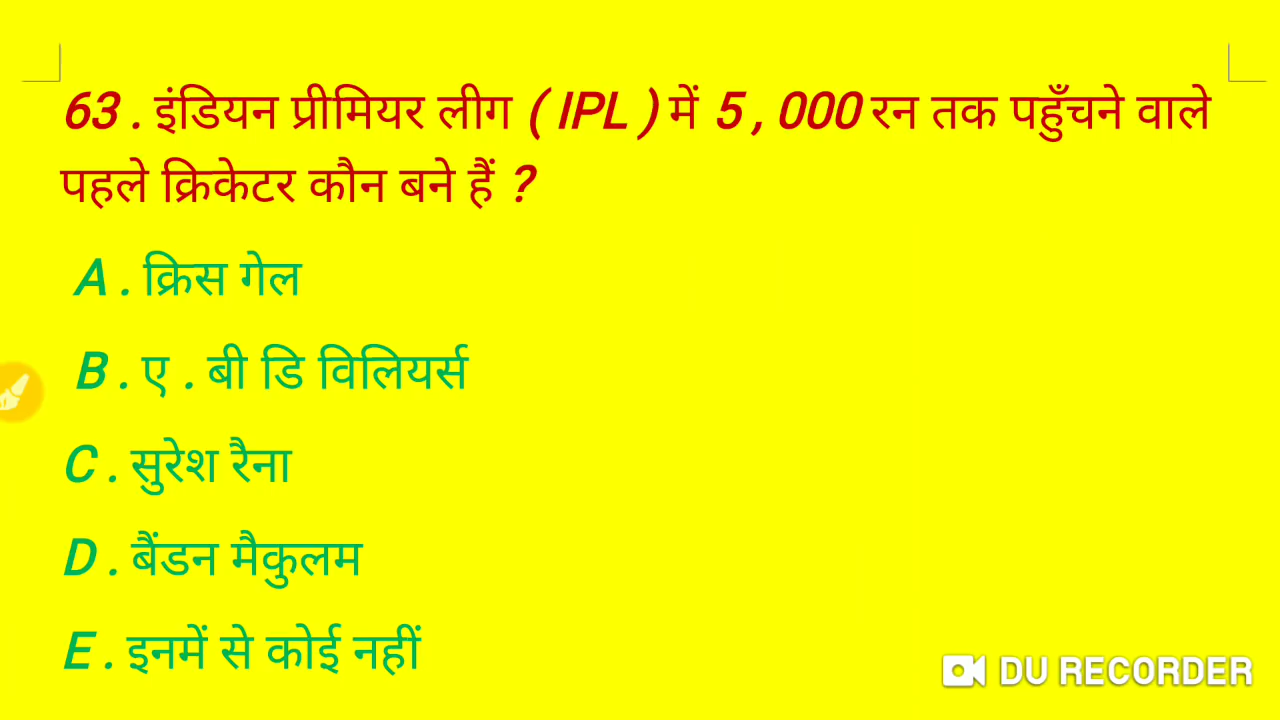 63 . इंडियन प्रीमियर लीग ( IPL ) में 5 , 000 रन तक पहुँचने वाले
पहले क्रिकेटर कौन बने हैं ?
A . क्रिस गेल
B . ए . बी डि विलियर्स
C . सुरेश रैना
D . बैंडन मैकुलम
E . इनमें से कोई नहीं
DU RECORDER